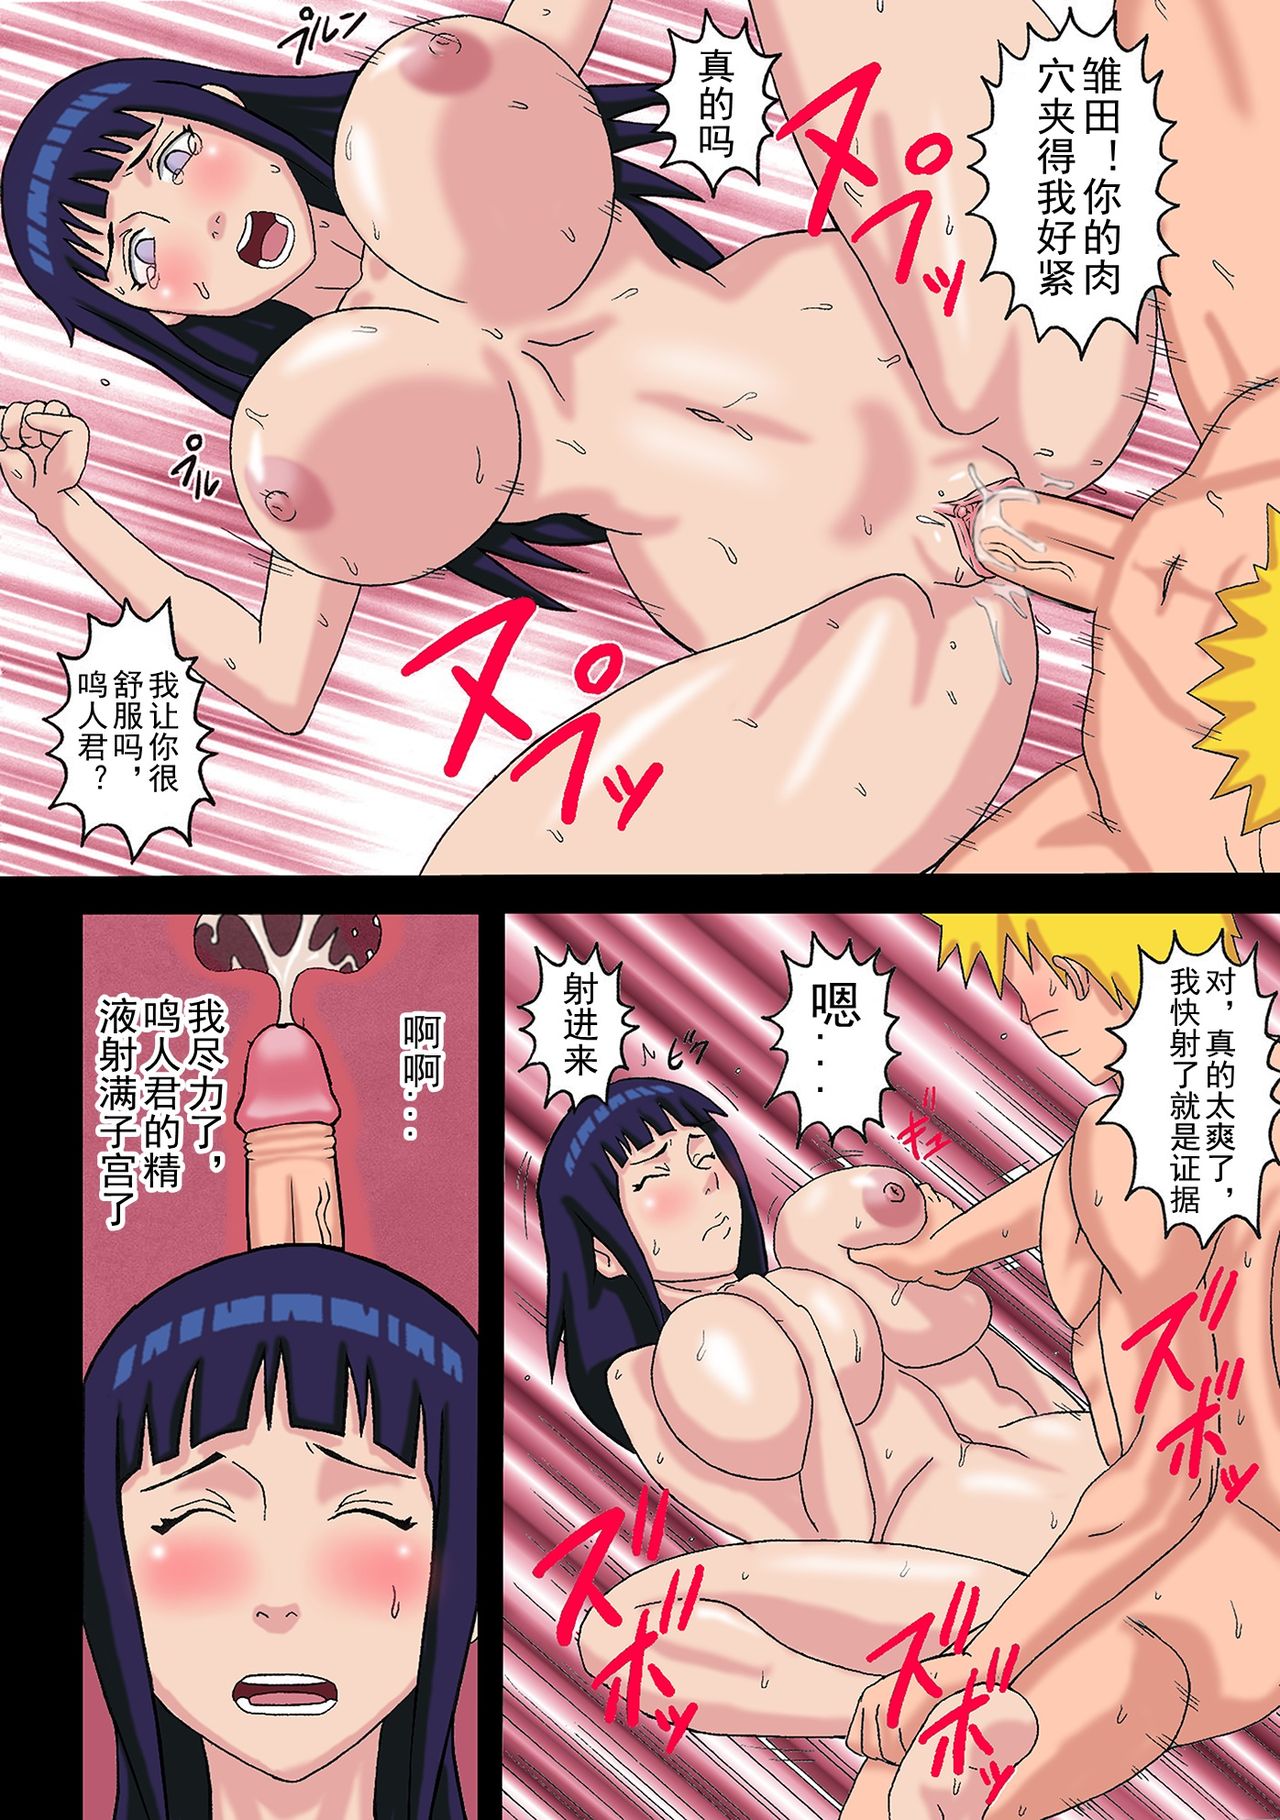 雏田！你的肉
穴夹得
我好紧
真的吗
プルン
ヌプッ
プル
ヌプッ
我让你很
舒服吗，
鸣人君？
对，真的太爽了，
我快射了就是证据
嗯...
射进来
ビグ
ギュ
ズボッ
ズボッ
ズボッ
啊啊...
我尽力了，
鸣人君的精
液射满子宫了